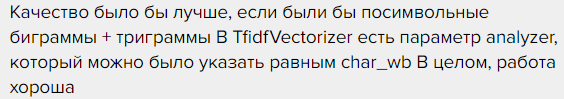 Качество было бы лучше, если были бы посимвольные
биграммы + триграммы В TfidfVectorizer есть параметр analyzer,
который можно было указать равным char_wb В целом, работа
хороша